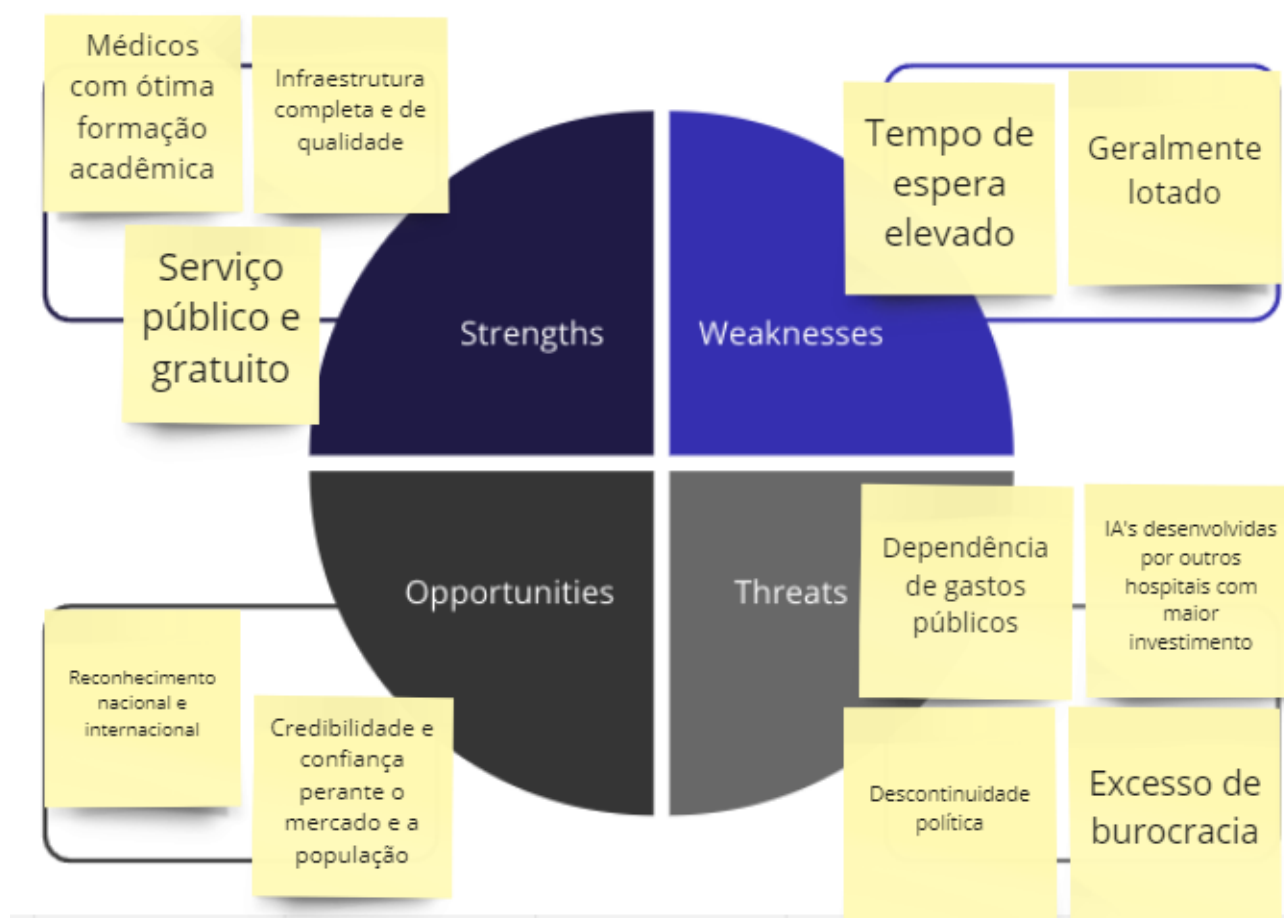 Médicos
com ótima
formação
acadêmica
Infraestrutura
completa e de
qualidade
Serviço
público e
gratuito
Strengths
Weaknesses
Tempo de
espera
elevado
Geralmente
lotado
Opportunities
Threats
Reconhecimento
nacional e
internacional
Credibilidade e
confiança
perante o
mercado e a
população
Dependência
de gastos
públicos
IA's desenvolvidas
por outros
hospitais com
maior
investimento
Descontinuidade
política
Excesso de
burocracia